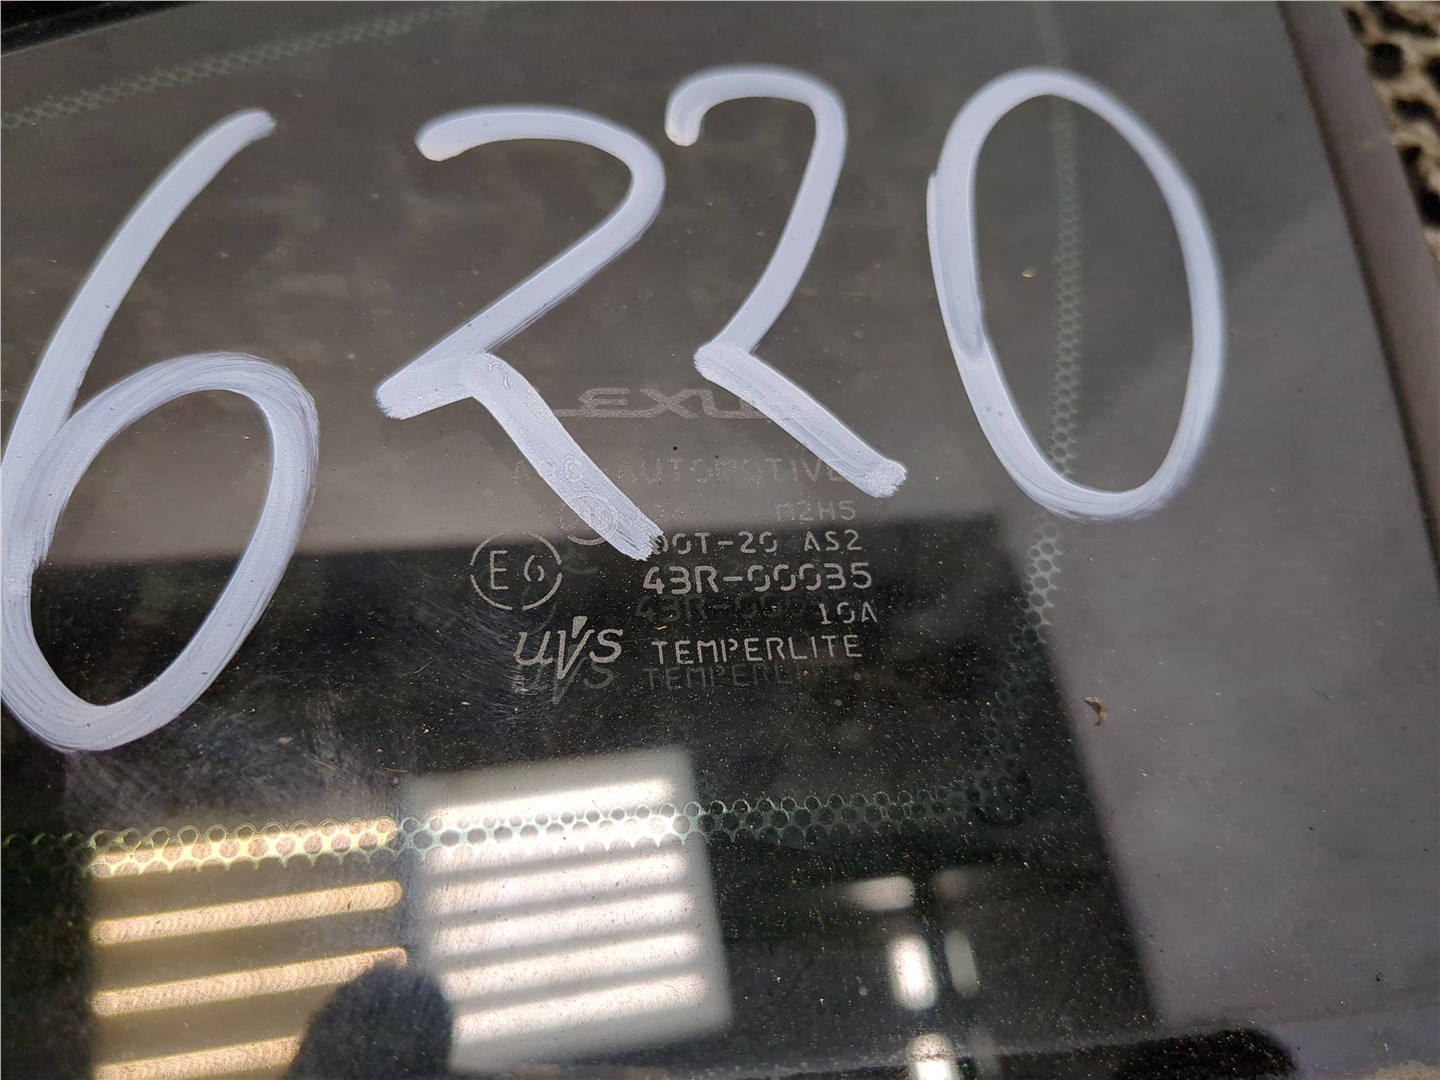 6220
LEXUS
AUTOMOTIVE
M2H5
DOT-20 AS2
E6 43R-00035
10A
UVS TEMPERLITE